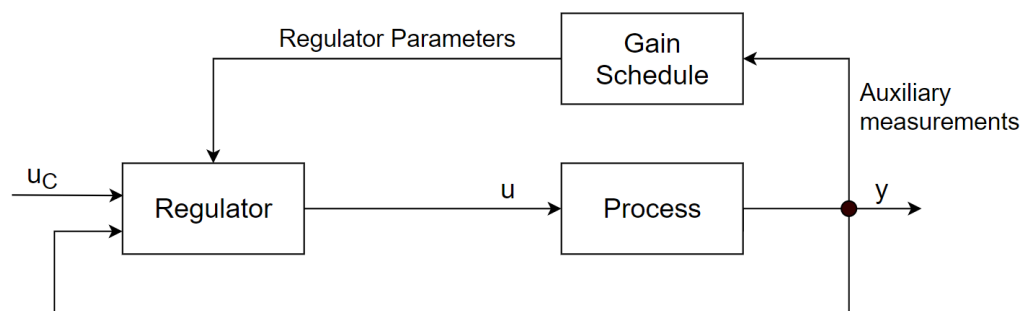 Regulator Parameters
Gain
Schedule
Auxiliary
measurements
u_C
Regulator
u
Process
y